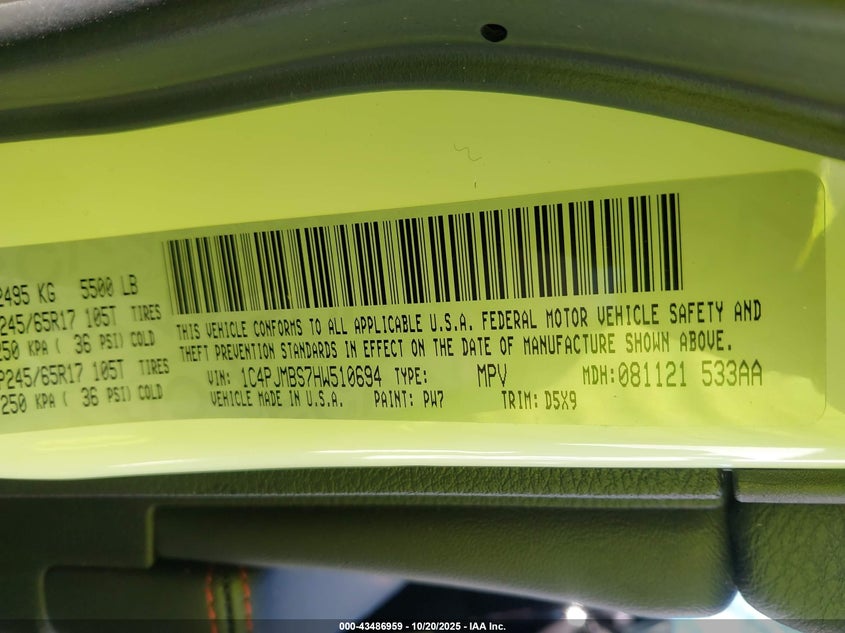 2495 KG 5500 LB
245/65R17 105T TIRES
250 KPA ( 36 PSI) COLD
P245/65R17 105T TIRES
250 KPA ( 36 PSI) COLD
THIS VEHICLE CONFORMS TO ALL APPLICABLE U.S.A. FEDERAL MOTOR VEHICLE SAFETY AND
THEFT PREVENTION STANDARDS IN EFFECT ON THE DATE OF MANUFACTURE SHOWN ABOVE.
VIN: 1C4PJMBS7HW510694 TYPE: MPV MDH: 081121 533AA
VEHICLE MADE IN U.S.A. PAINT: PW7 TRIM: D5X9
000-43486959 - 10/20/2025 - IAA Inc.